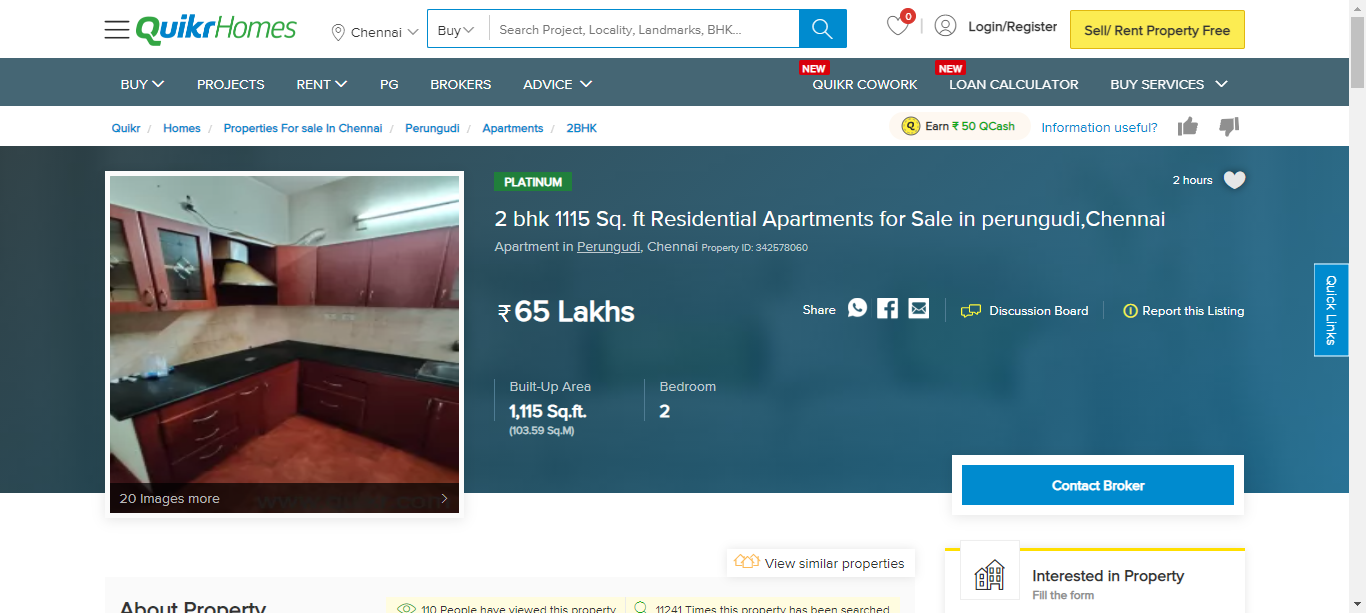 QuikrHomes
Chennai
Buy
Search Project, Locality, Landmarks, BHK...
0
Login/Register
Sell/ Rent Property Free
BUY
PROJECTS
RENT
PG
BROKERS
ADVICE
NEW
QUIKR COWORK
NEW
LOAN CALCULATOR
BUY SERVICES
Quikr / Homes / Properties For sale In Chennai / Perungudi / Apartments / 2BHK
Q Earn ₹ 50 QCash
Information useful?
PLATINUM
2 hours
2 bhk 1115 Sq. ft Residential Apartments for Sale in perungudi,Chennai
Apartment in Perungudi, Chennai Property ID: 342578060
₹ 65 Lakhs
Share
Discussion Board
Report this Listing
Quick Links
Built-Up Area
1,115 Sq.ft.
(103.59 Sq.M)
Bedroom
2
20 Images more
Contact Broker
View similar properties
Interested in Property
Fill the form
About Property
110 People have viewed this property
11241 Times this property has been searched